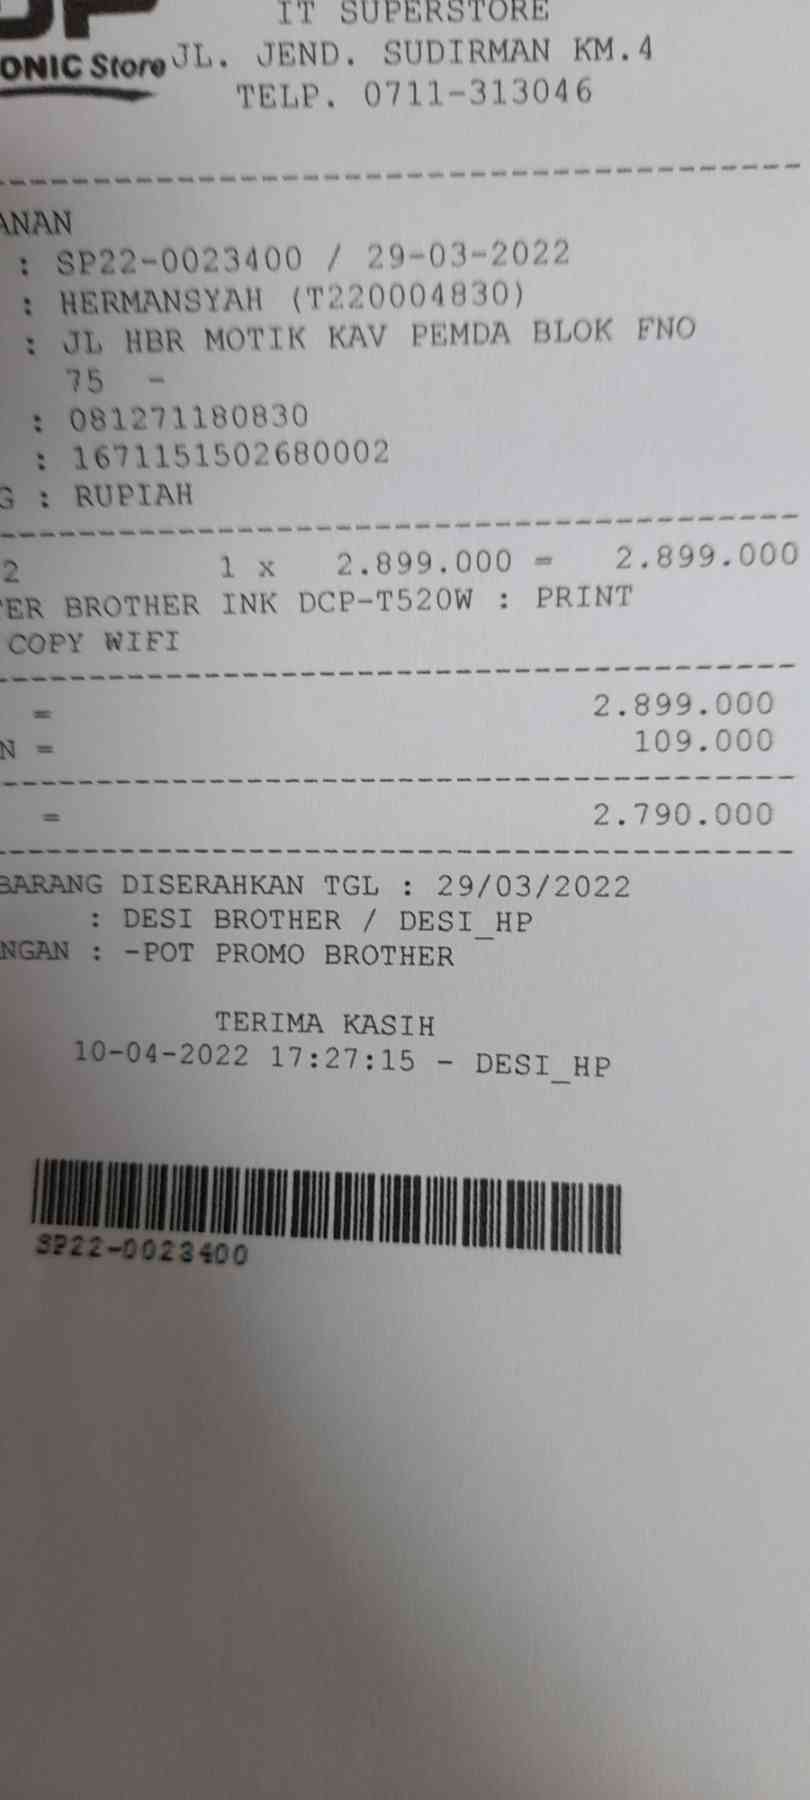 IT SUPERSTORE
ONIC Store JL. JEND. SUDIRMAN KM.4
TELP. 0711-313046
ANAN
: SP22-0023400 / 29-03-2022
: HERMANSYAH (T220004830)
: JL HBR MOTIK KAV PEMDA BLOK FNO
75 -
: 081271180830
: 1671151502680002
G : RUPIAH
2 1 x 2.899.000 = 2.899.000
TER BROTHER INK DCP-T520W : PRINT
COPY WIFI
= 2.899.000
N = 109.000
= 2.790.000
BARANG DISERAHKAN TGL : 29/03/2022
: DESI BROTHER / DESI_HP
NGAN : -POT PROMO BROTHER
TERIMA KASIH
10-04-2022 17:27:15 - DESI_HP
SP22-0023400